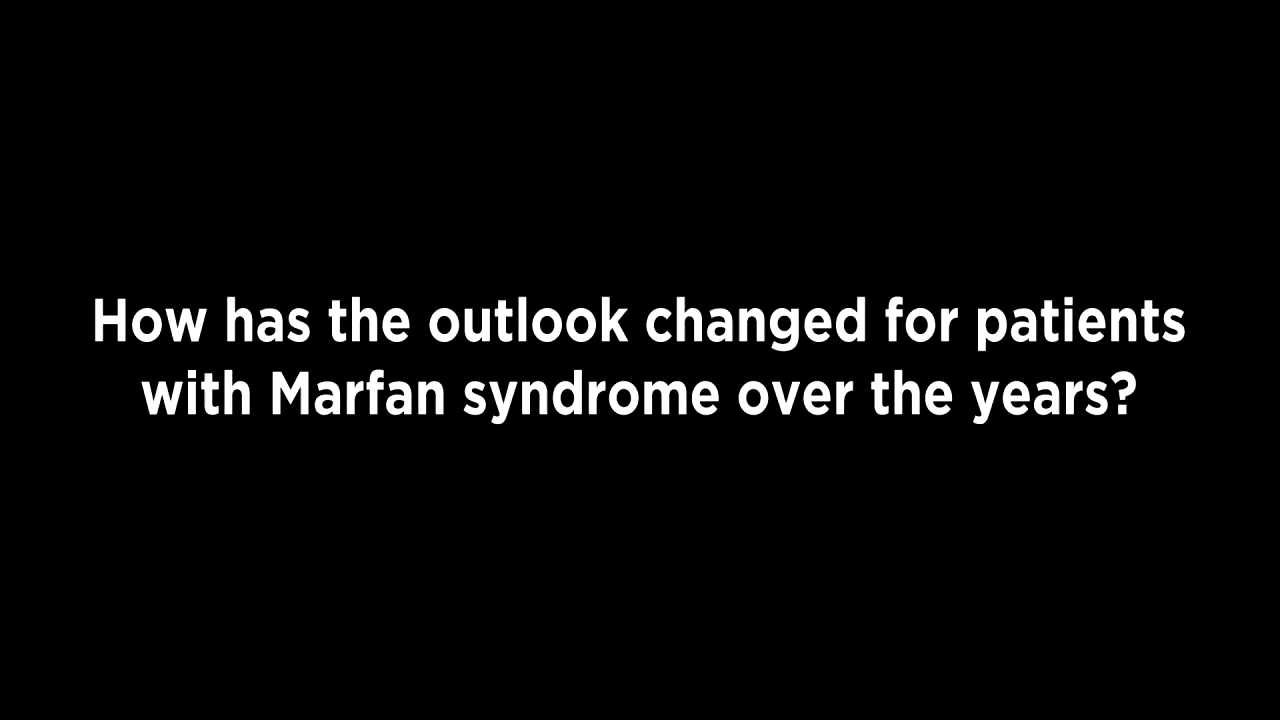 How has the outlook changed for patients
with Marfan syndrome over the years?